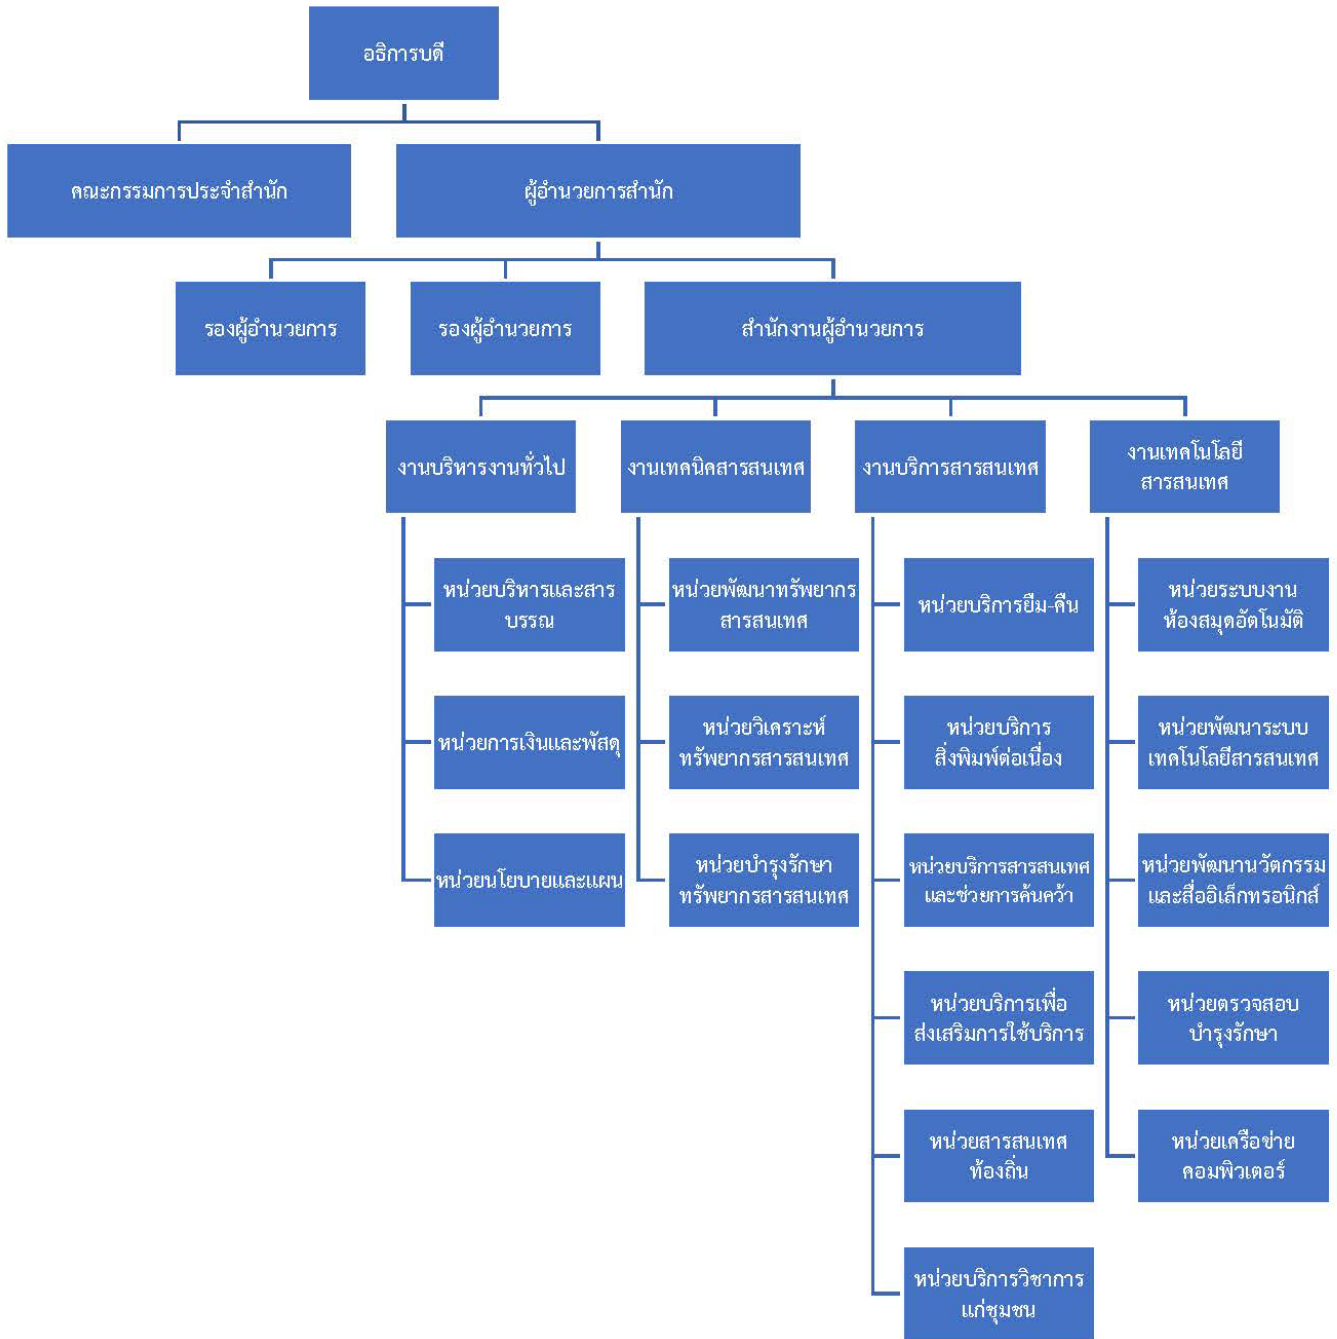 อธิการบดี
คณะกรรมการประจำสำนัก
ผู้อำนวยการสำนัก
รองผู้อำนวยการ
รองผู้อำนวยการ
สำนักงานผู้อำนวยการ
งานบริหารงานทั่วไป
งานเทคนิคสารสนเทศ
งานบริการสารสนเทศ
งานเทคโนโลยี
สารสนเทศ
หน่วยบริหารและสาร
บรรณ
หน่วยพัฒนาทรัพยากร
สารสนเทศ
หน่วยบริการยืม-คืน
หน่วยระบบงาน
ห้องสมุดอัตโนมัติ
หน่วยการเงินและพัสดุ
หน่วยวิเคราะห์
ทรัพยากรสารสนเทศ
หน่วยบริการ
สิ่งพิมพ์ต่อเนื่อง
หน่วยพัฒนาระบบ
เทคโนโลยีสารสนเทศ
หน่วยนโยบายและแผน
หน่วยบำรุงรักษา
ทรัพยากรสารสนเทศ
หน่วยบริการสารสนเทศ
และช่วยการค้นคว้า
หน่วยพัฒนานวัตกรรม
และสื่ออิเล็กทรอนิกส์
หน่วยบริการเพื่อ
ส่งเสริมการใช้บริการ
หน่วยตรวจสอบ
บำรุงรักษา
หน่วยสารสนเทศ
ท้องถิ่น
หน่วยเครือข่าย
คอมพิวเตอร์
หน่วยบริการวิชาการ
แก่ชุมชน